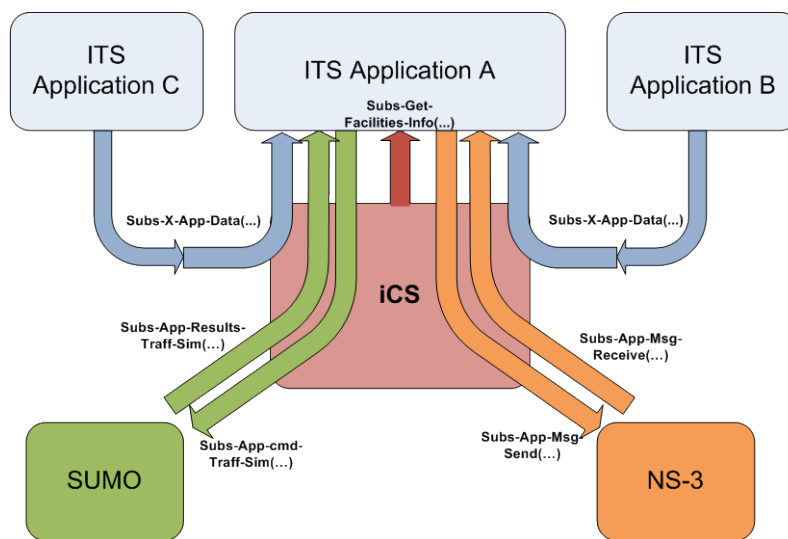 ITS
Application C
ITS Application A
ITS
Application B
Subs-Get-
Facilities-Info(...)
Subs-X-App-Data(...)
Subs-X-App-Data(...)
iCS
Subs-App-Results-
Traff-Sim(…)
Subs-App-Msg-
Receive(…)
Subs-App-cmd-
Traff-Sim(…)
Subs-App-Msg-
Send(…)
SUMO
NS-3